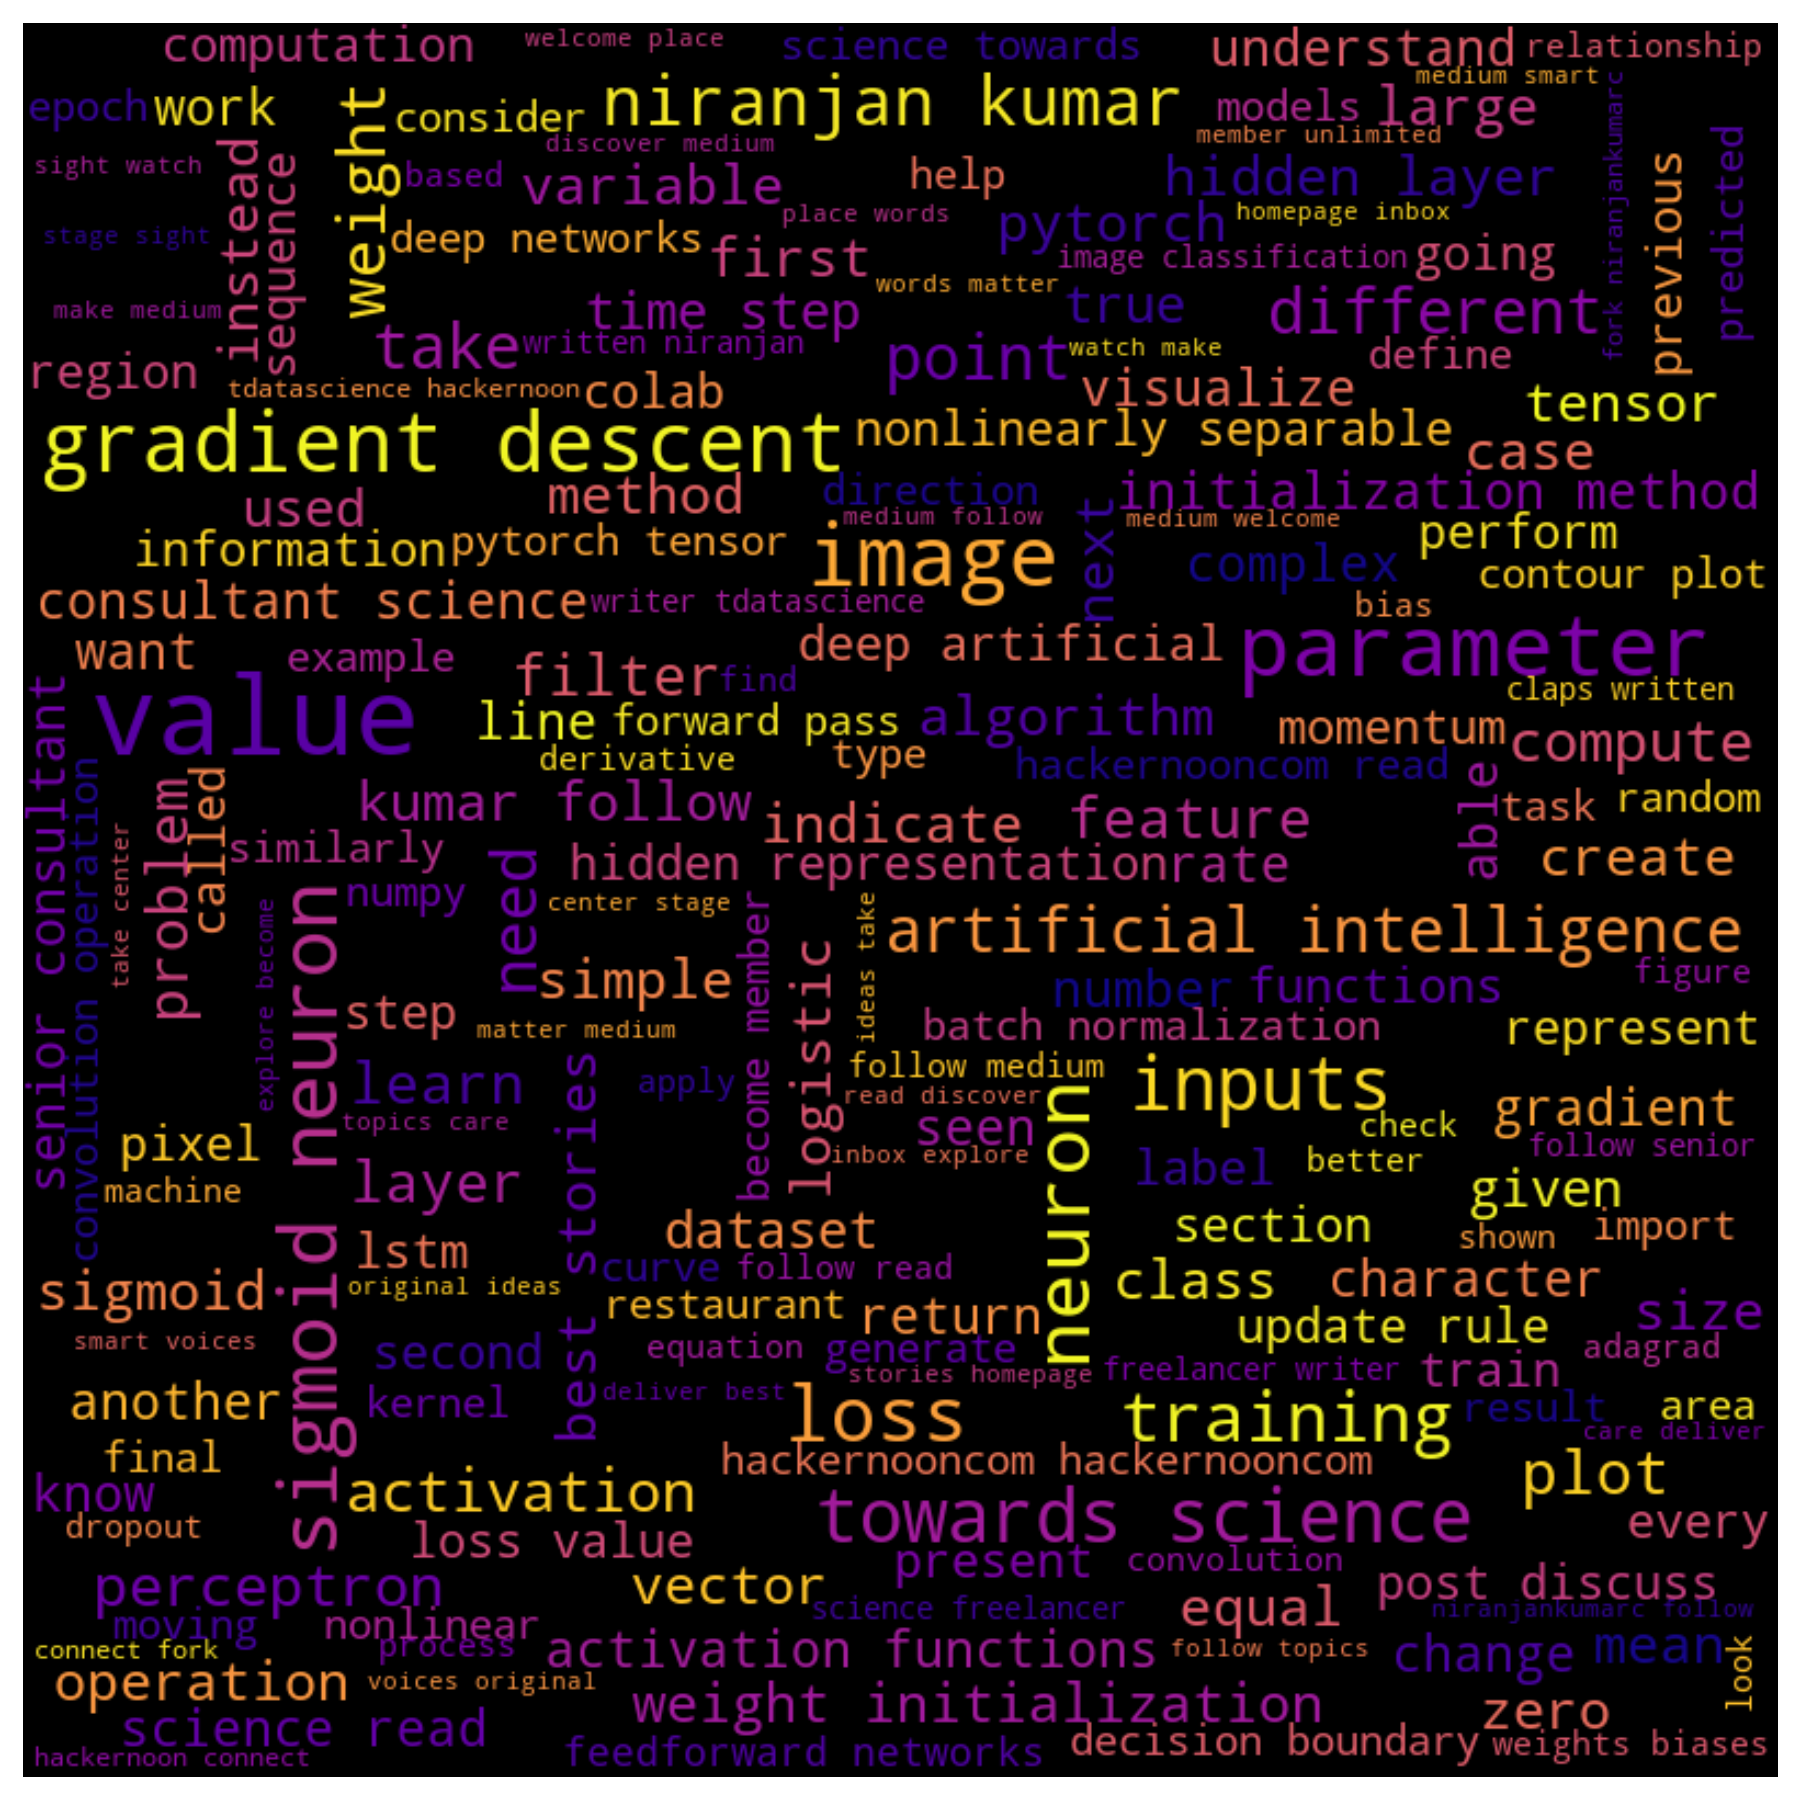 computation
welcome place
science towards
understand
relationship
medium smart
epoch
work
weight
consider
niranjan kumar
models
large
fork niranjankumarc
discover medium
member unlimited
sight watch
instead
sequence
based
variable
help
hidden layer
previous
predicted
place words
homepage inbox
stage sight
deep networks
first
pytorch
image classification
going
words matter
make medium
time step
true
different
take
written niranjan
point
watch make
define
region
tdatascience hackernoon
colab
visualize
tensor
gradient descent
nonlinearly separable
case
used
method
direction
initialization method
medium follow
next
medium welcome
information
pytorch tensor
image
complex
perform
contour plot
consultant science
writer tdatascience
bias
want
example
filter
find
deep artificial
parameter
claps written
senior consultant
value
line
forward pass
algorithm
momentum
compute
derivative
type
hackernooncom read
convolution operation
take center
problem
called
kumar follow
indicate
feature
able
task
random
similarly
hidden representation
rate
create
need
numpy
center stage
become member
ideas take
explore become
sigmoid neuron
artificial intelligence
simple
logistic
number
functions
figure
step
matter medium
batch normalization
represent
learn
best stories
apply
follow medium
inputs
topics care
read discover
neuron
gradient
pixel
seen
check
inbox explore
label
better
follow senior
machine
layer
given
lstm
dataset
section
shown
import
sigmoid
original ideas
curve
follow read
class
character
restaurant
return
update rule
size
smart voices
second
equation
generate
adagrad
stories homepage
freelancer writer
train
another
kernel
deliver best
loss
training
result
area
care deliver
final
hackernooncom hackernooncom
know
activation
plot
dropout
towards science
every
loss value
present
convolution
perceptron
vector
post discuss
moving
nonlinear
science freelancer
equal
niranjankumarc follow
connect fork
process
activation functions
follow topics
change
mean
look
operation
voices original
weight initialization
zero
science read
hackernoon connect
feedforward networks
decision boundary
weights biases